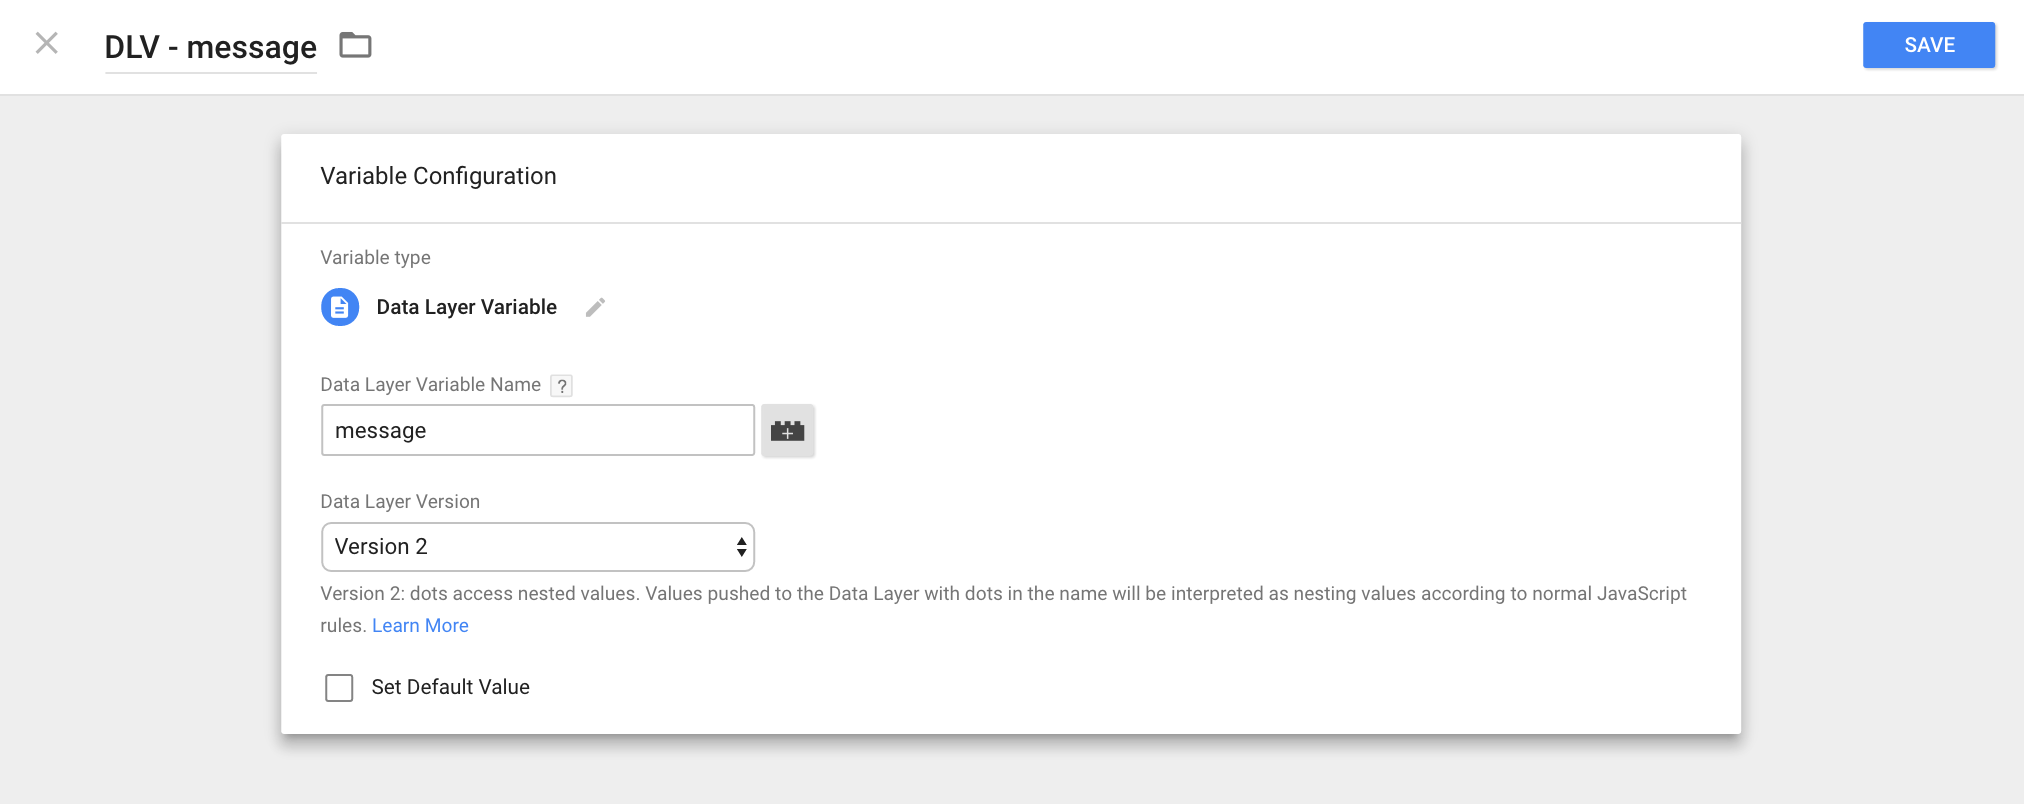 DLV - message
SAVE
Variable Configuration
Variable type
Data Layer Variable
Data Layer Variable Name ?
message
Data Layer Version
Version 2
Version 2: dots access nested values. Values pushed to the Data Layer with dots in the name will be interpreted as nesting values according to normal JavaScript
rules. Learn More
Set Default Value